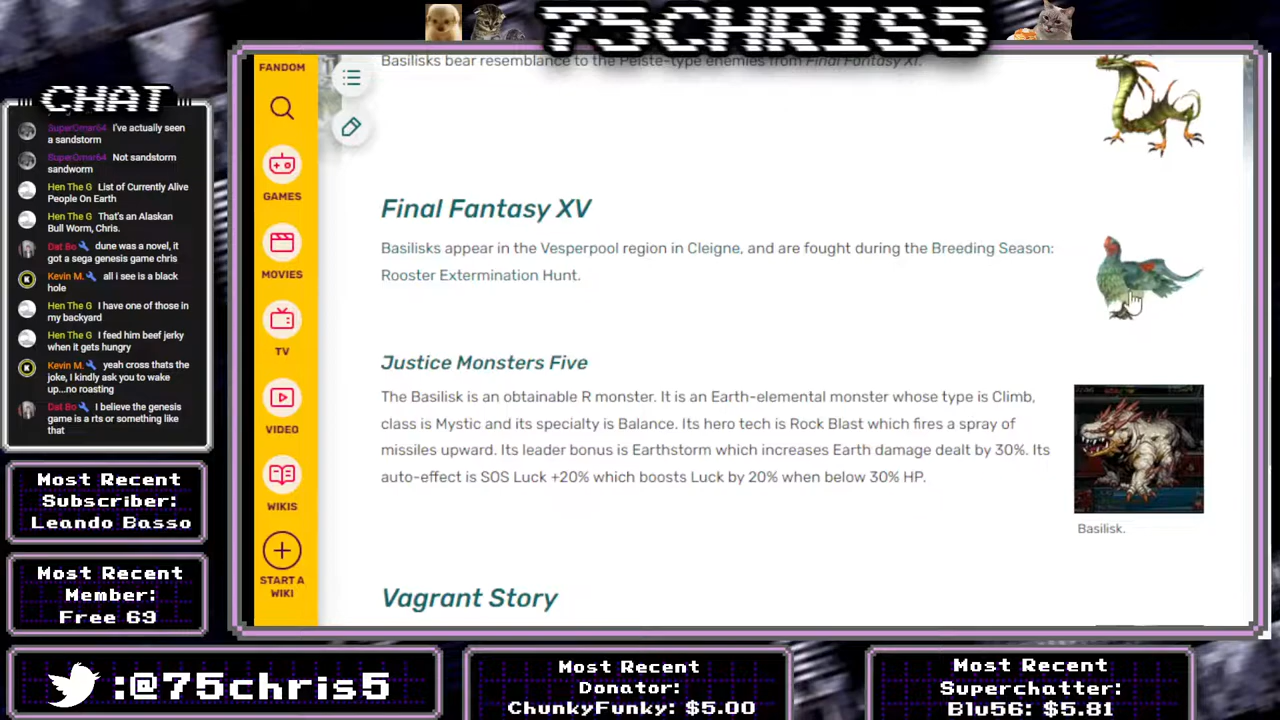 75CHRIS5
CHAT
SuperOmar64 I've actually seen
a sandstorm
SuperOmar64 Not sandstorm
sandworm
Hen The G List of Currently Alive
People On Earth
Hen The G That's an Alaskan
Bull Worm, Chris.
Dat Bo dune was a novel, it
got a sega genesis game chris
Kevin M. all i see is a black
hole
Hen The G I have one of those in
my backyard
Hen The G I feed him beef jerky
when it gets hungry
Kevin M. yeah cross thats the
joke, I kindly ask you to wake
up...no roasting
Dat Bo I believe the genesis
game is a rts or something like
that
Most Recent
Subscriber:
Leando Basso
Most Recent
Member:
Free 69
FANDOM
GAMES
MOVIES
TV
VIDEO
WIKIS
START A
WIKI
Basilisks bear resemblance to the Peiste-type enemies from Final Fantasy XI.
Final Fantasy XV
Basilisks appear in the Vesperpool region in Cleigne, and are fought during the Breeding Season:
Rooster Extermination Hunt.
Justice Monsters Five
The Basilisk is an obtainable R monster. It is an Earth-elemental monster whose type is Climb,
class is Mystic and its specialty is Balance. Its hero tech is Rock Blast which fires a spray of
missiles upward. Its leader bonus is Earthstorm which increases Earth damage dealt by 30%. Its
auto-effect is SOS Luck +20% which boosts Luck by 20% when below 30% HP.
Basilisk.
Vagrant Story
:@75chris5
Most Recent
Donator:
ChunkyFunky: $5.00
Most Recent
Superchatter:
Blu56: $5.81